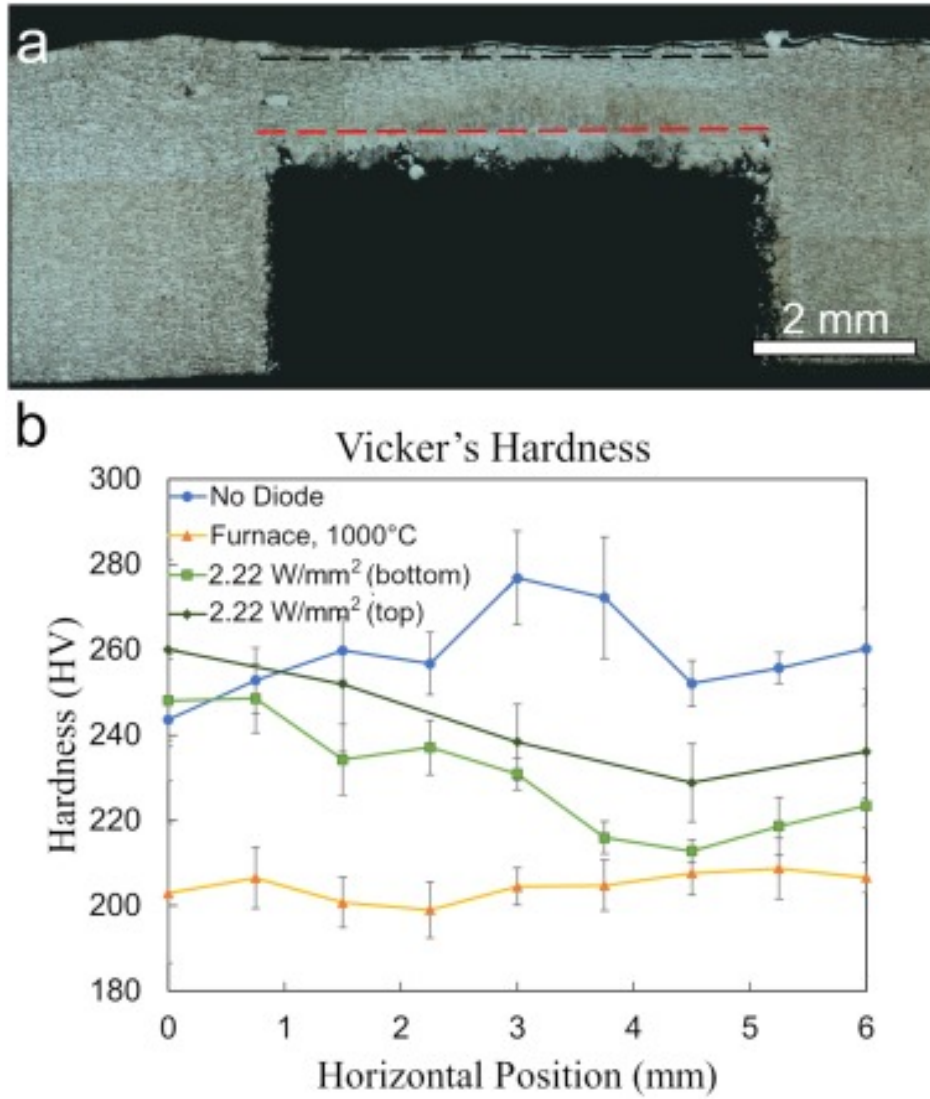 a
2 mm
b
Vicker's Hardness
300
280
260
240
220
200
180
No Diode
Furnace, 1000°C
2.22 W/mm² (bottom)
2.22 W/mm² (top)
Hardness (HV)
0 1 2 3 4 5 6
Horizontal Position (mm)